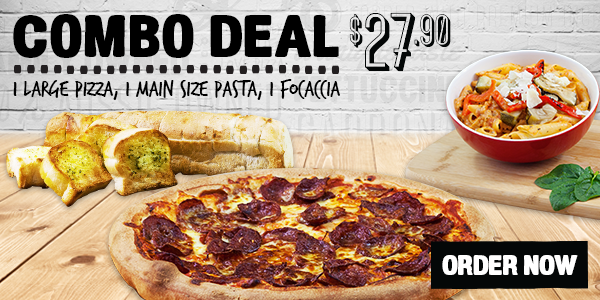 COMBO DEAL $27.90
1 LARGE PIZZA, 1 MAIN SIZE PASTA, 1 FOCACCIA
ORDER NOW